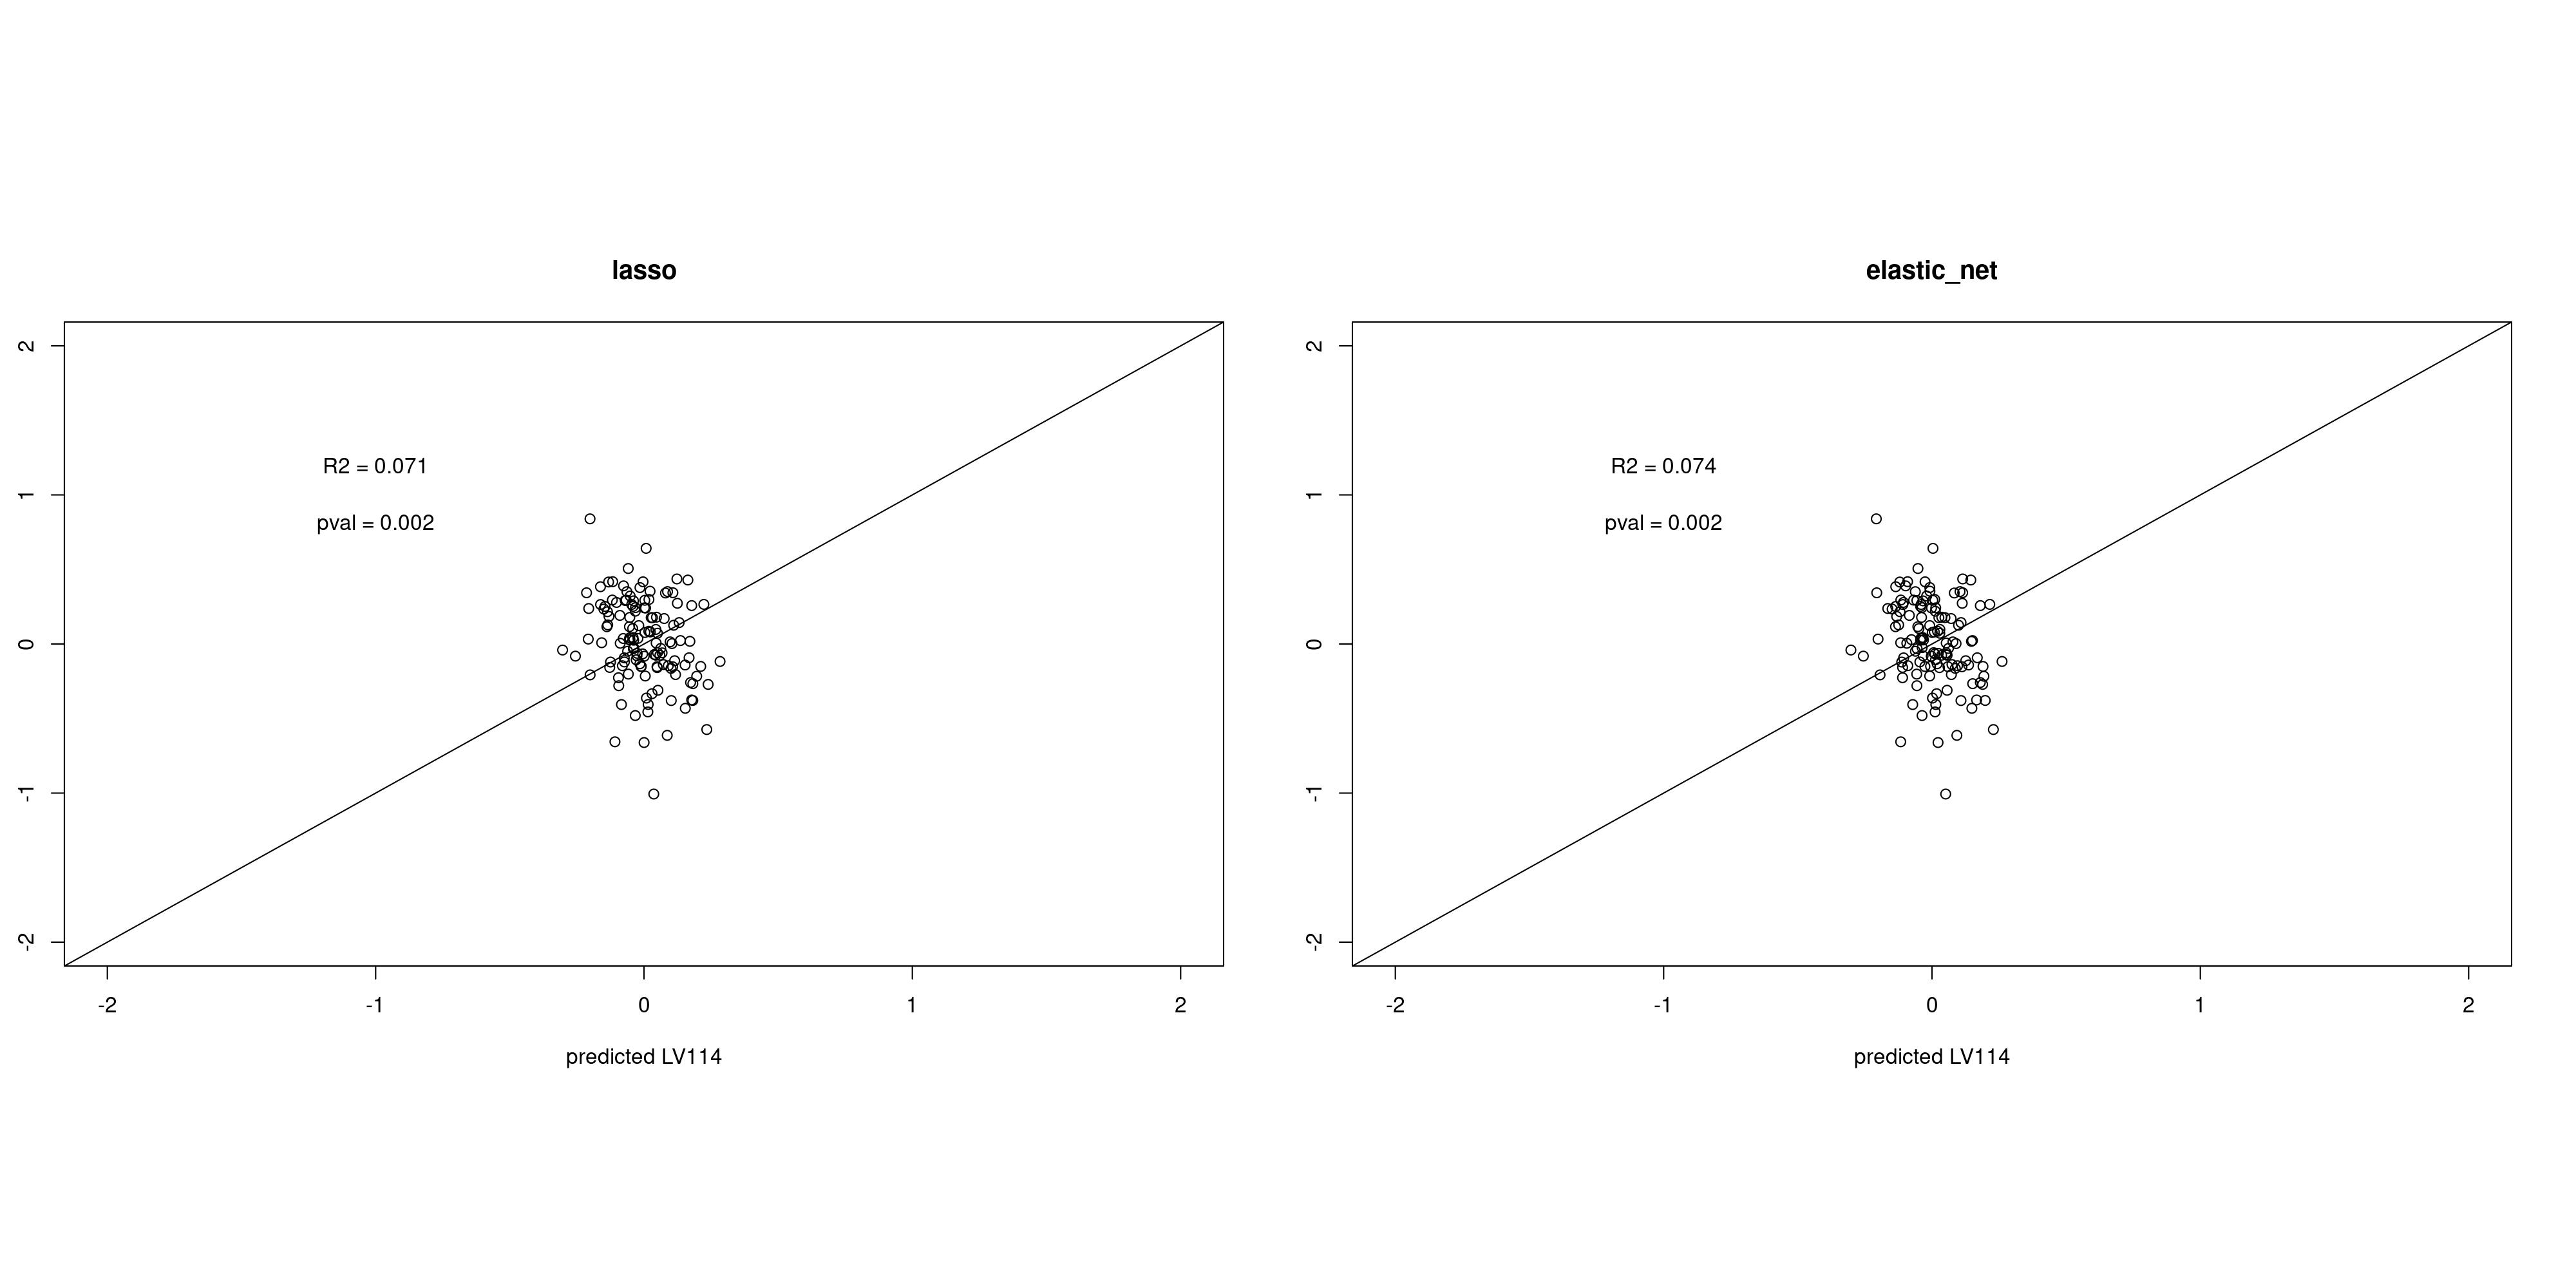 lasso
2
1
0
-1
-2
R2 = 0.071
pval = 0.002
-2 -1 0 1 2
predicted LV114
elastic_net
2
1
0
-1
-2
R2 = 0.074
pval = 0.002
-2 -1 0 1 2
predicted LV114